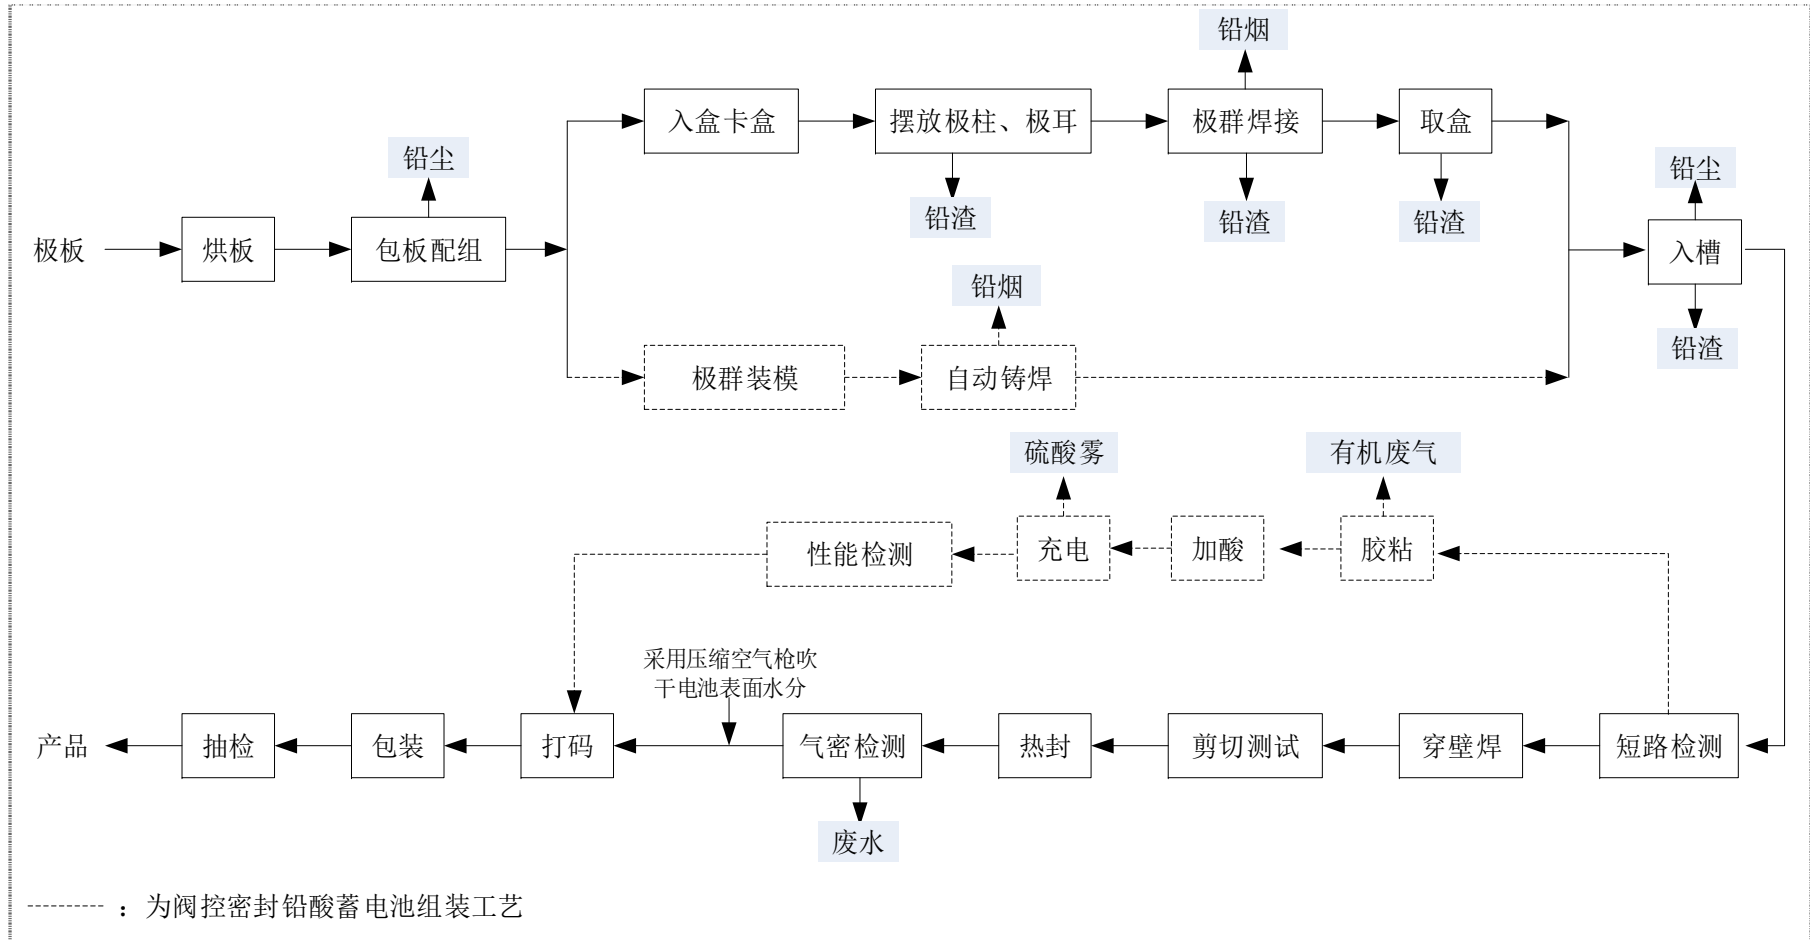 铅烟
入盒卡盒
摆放极柱、极耳
极群焊接
取盒
铅尘
铅尘
铅渣
铅渣
铅渣
极板
烘板
包板配组
入槽
铅烟
铅渣
极群装模
自动铸焊
硫酸雾
有机废气
性能检测
充电
加酸
胶粘
采用压缩空气枪吹
干电池表面水分
产品
抽检
包装
打码
气密检测
热封
剪切测试
穿壁焊
短路检测
废水
：为阀控密封铅酸蓄电池组装工艺